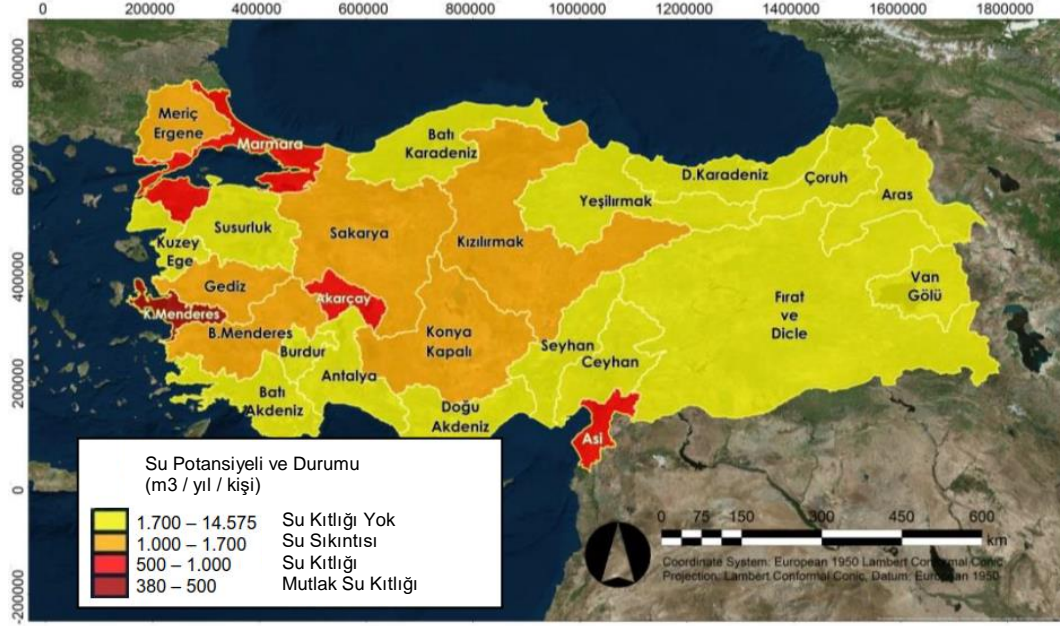 0 200000 400000 600000 800000 1000000 1200000 1400000 1600000 1800000
800000
600000
400000
200000
0
-200000
Meriç
Ergene
Marmara
Batı
Karadeniz
D.Karadeniz
Çoruh
Aras
Yeşilırmak
Susurluk
Sakarya
Kızılırmak
Kuzey
Ege
Gediz
Akarçay
Van
Gölü
K.Menderes
B.Menderes
Konya
Kapalı
Fırat
ve
Dicle
Burdur
Seyhan
Ceyhan
Antalya
Batı
Akdeniz
Doğu
Akdeniz
Asi
Su Potansiyeli ve Durumu
(m3 / yıl / kişi)
1.700 – 14.575 Su Kıtlığı Yok
1.000 – 1.700 Su Sıkıntısı
500 – 1.000 Su Kıtlığı
380 – 500 Mutlak Su Kıtlığı
0 75 150 300 450 600
km
Coordinate System: European 1950 Lambert Conformal Conic
Projection: Lambert Conformal Conic, Datum: European 1950